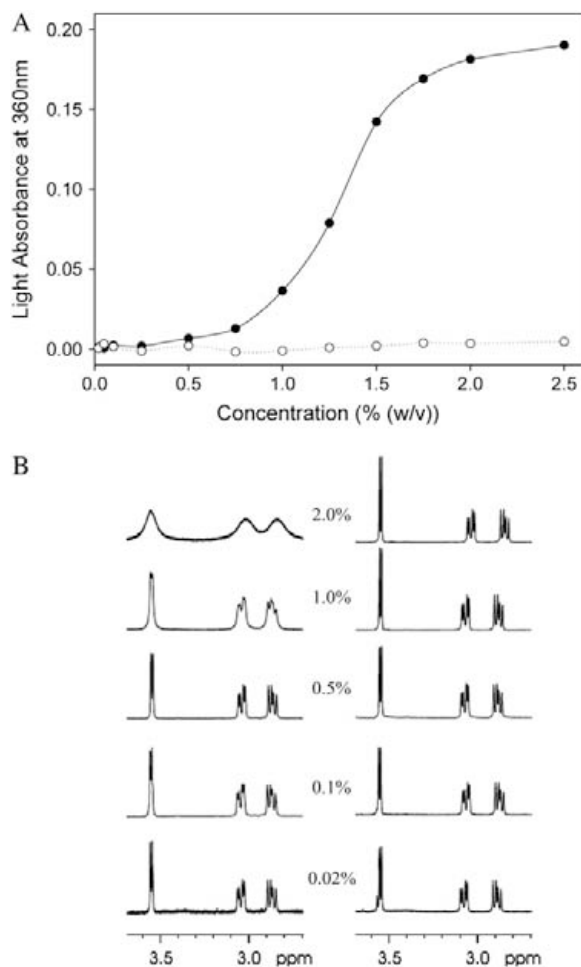 A
0.20
0.15
0.10
0.05
0.00
Light Absorbance at 360nm
0.0 0.5 1.0 1.5 2.0 2.5
Concentration (% (w/v))
B
2.0%
1.0%
0.5%
0.1%
0.02%
3.5 3.0 ppm 3.5 3.0 ppm